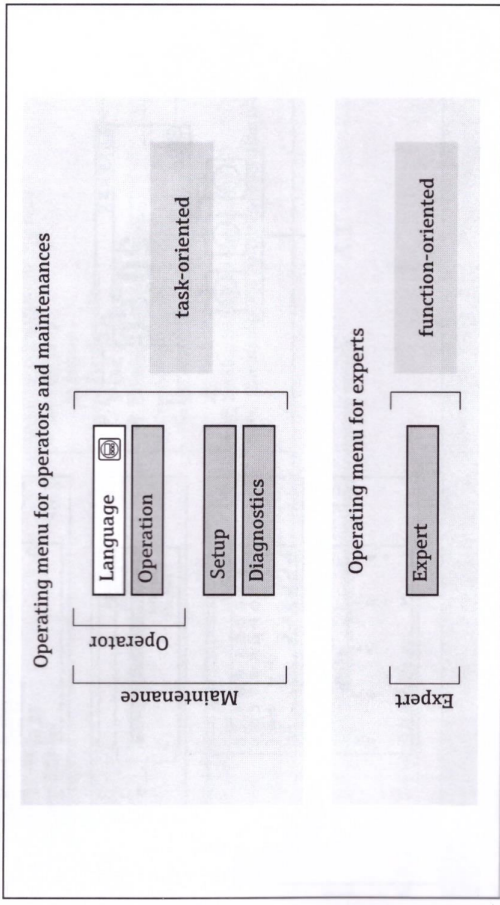 Operating menu for operators and maintenances
Maintenance
Operator
Language
Operation
Setup
Diagnostics
task-oriented
Operating menu for experts
Expert
Expert
function-oriented